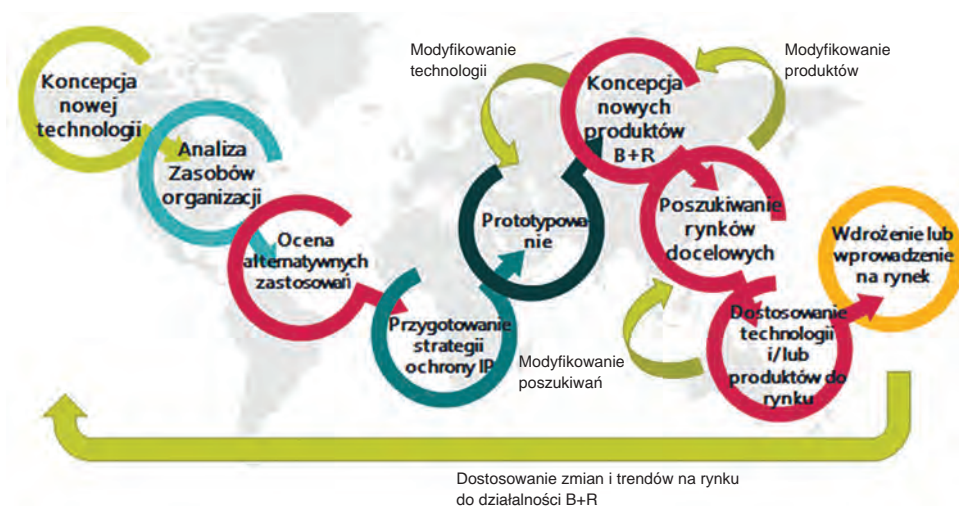 Koncepcja
nowej
technologii
Analiza
Zasobów
organizacji
Ocena
alternatywnych
zastosowań
Przygotowanie
strategii
ochrony IP
Prototypowa
nie
Modyfikowanie
technologii
Koncepcja
nowych
produktów
B+R
Modyfikowanie
produktów
Poszukiwanie
rynków
docelowych
Modyfikowanie
poszukiwań
Dostosowanie
technologii
i/lub
produktów do
rynku
Wdrożenie lub
wprowadzenie
na rynek
Dostosowanie zmian i trendów na rynku
do działalności B+R